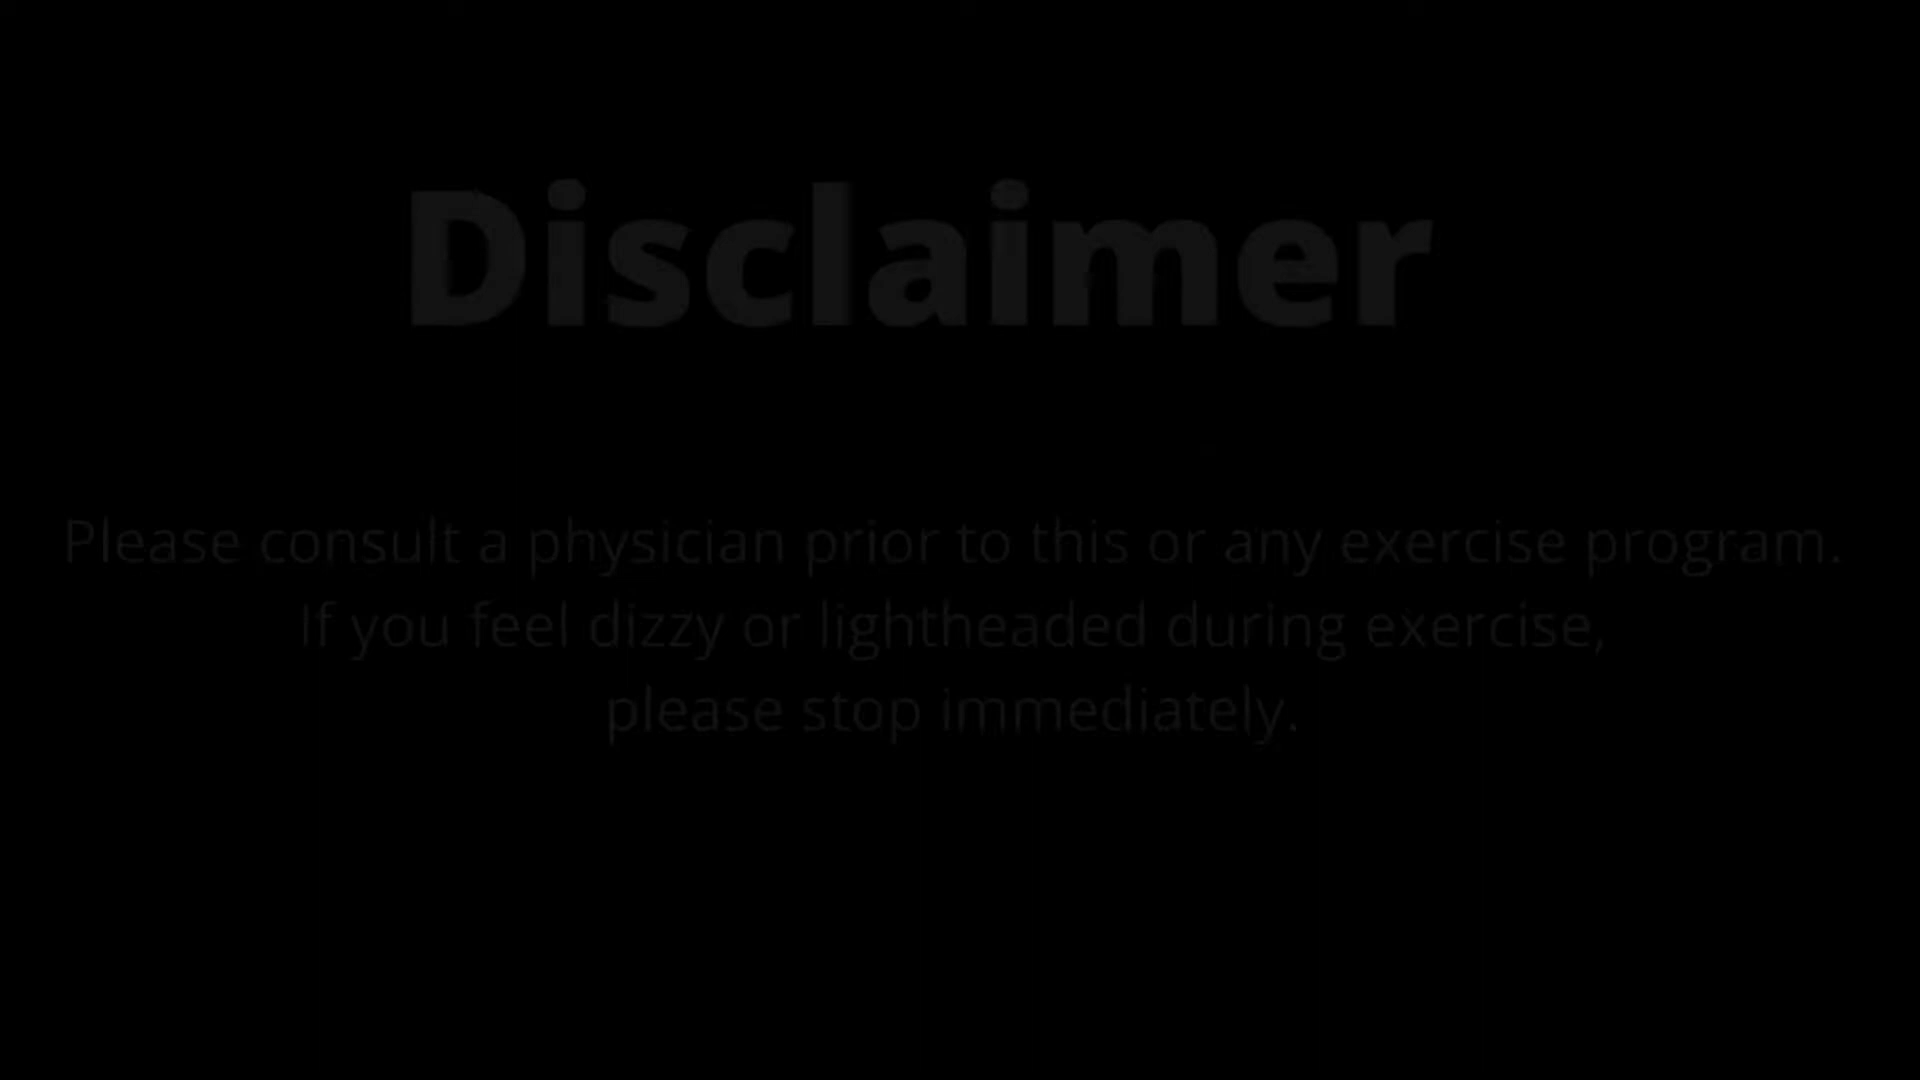 Disclaimer
Please consult a physician prior to this or any exercise program.
If you feel dizzy or lightheaded during exercise,
please stop immediately.